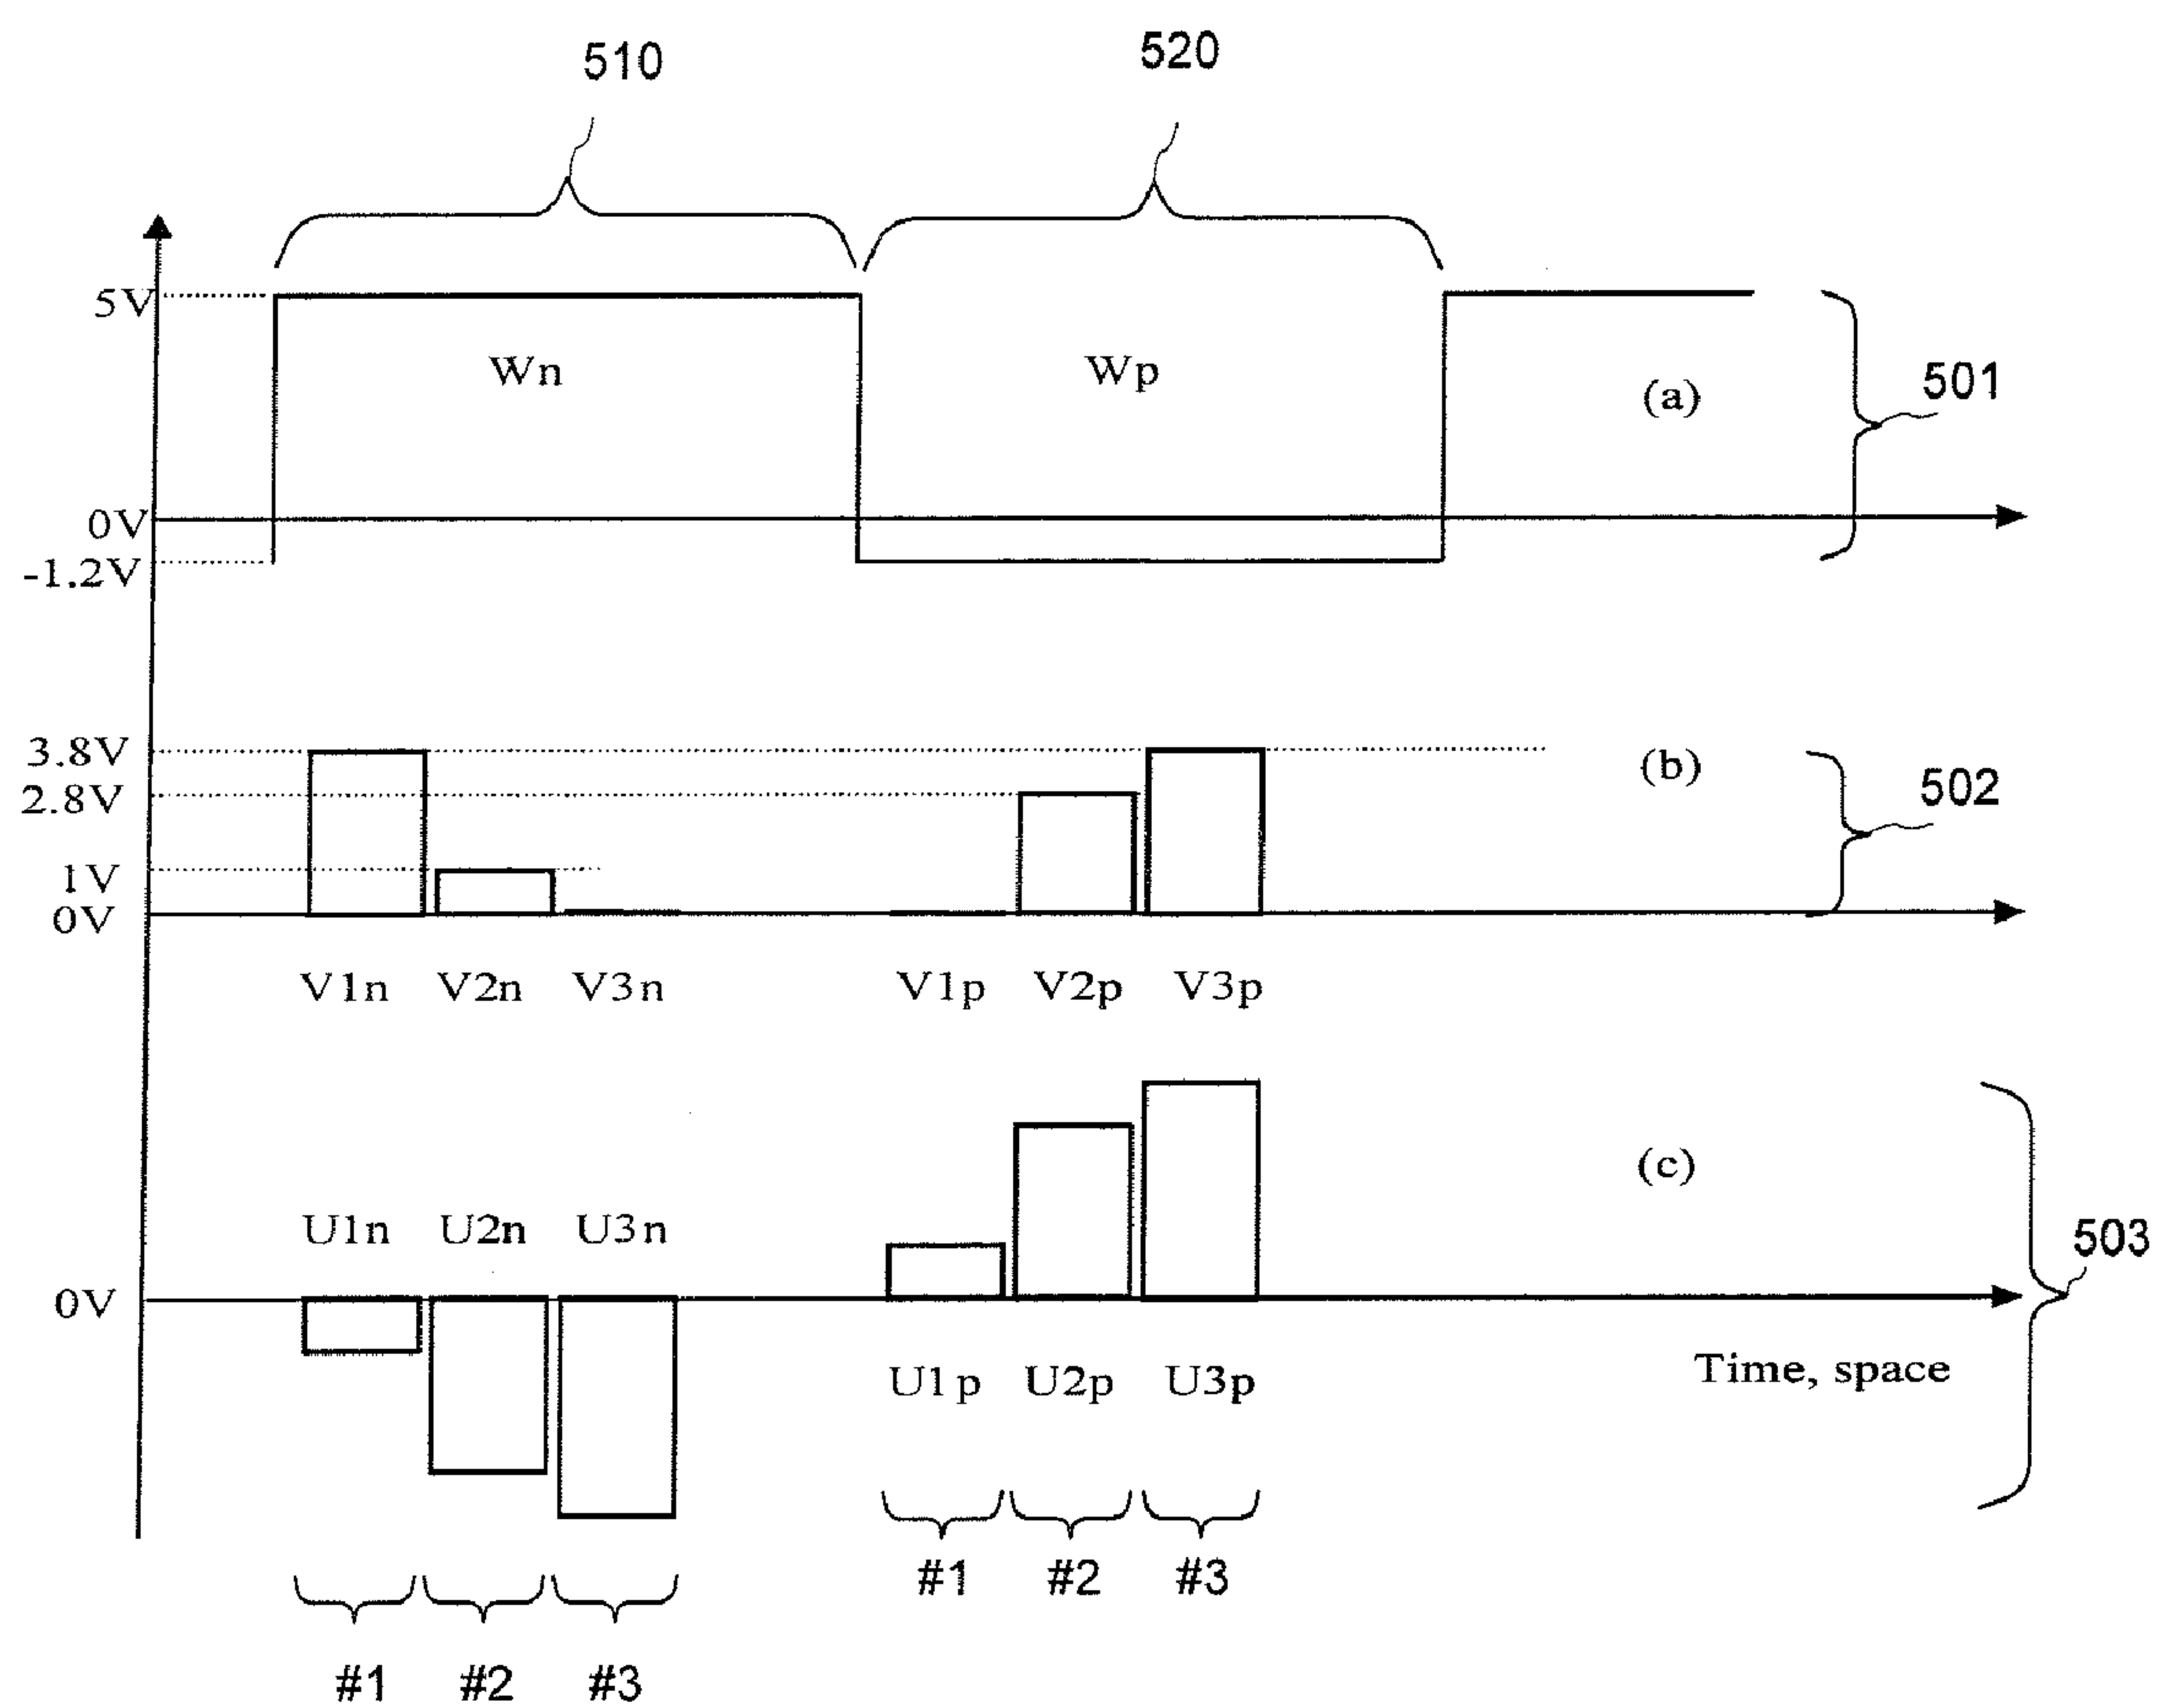 510
520
5V
Wn
Wp
(a)
501
0V
-1.2V
3.8V
(b)
2.8V
502
1V
0V
V1n V2n V3n
V1p V2p V3p
(c)
U1n U2n U3n
503
0V
Time, space
U1p U2p U3p
#1 #2 #3
#1 #2 #3